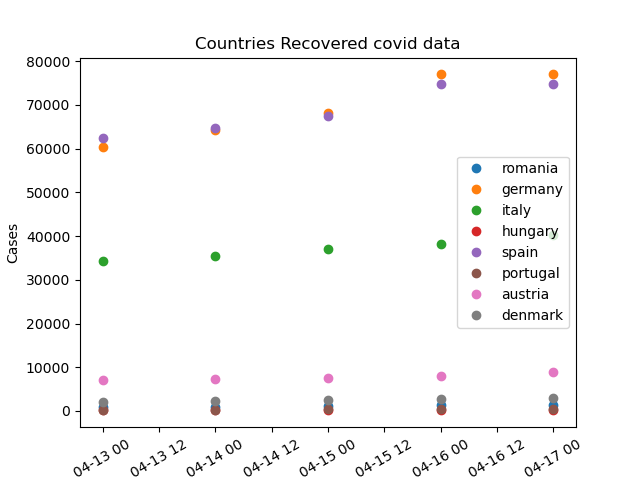 Countries Recovered covid data
80000
70000
60000
50000
40000
30000
20000
10000
0
Cases
romania
germany
italy
hungary
spain
portugal
austria
denmark
04-13 00
04-13 12
04-14 00
04-14 12
04-15 00
04-15 12
04-16 00
04-16 12
04-17 00